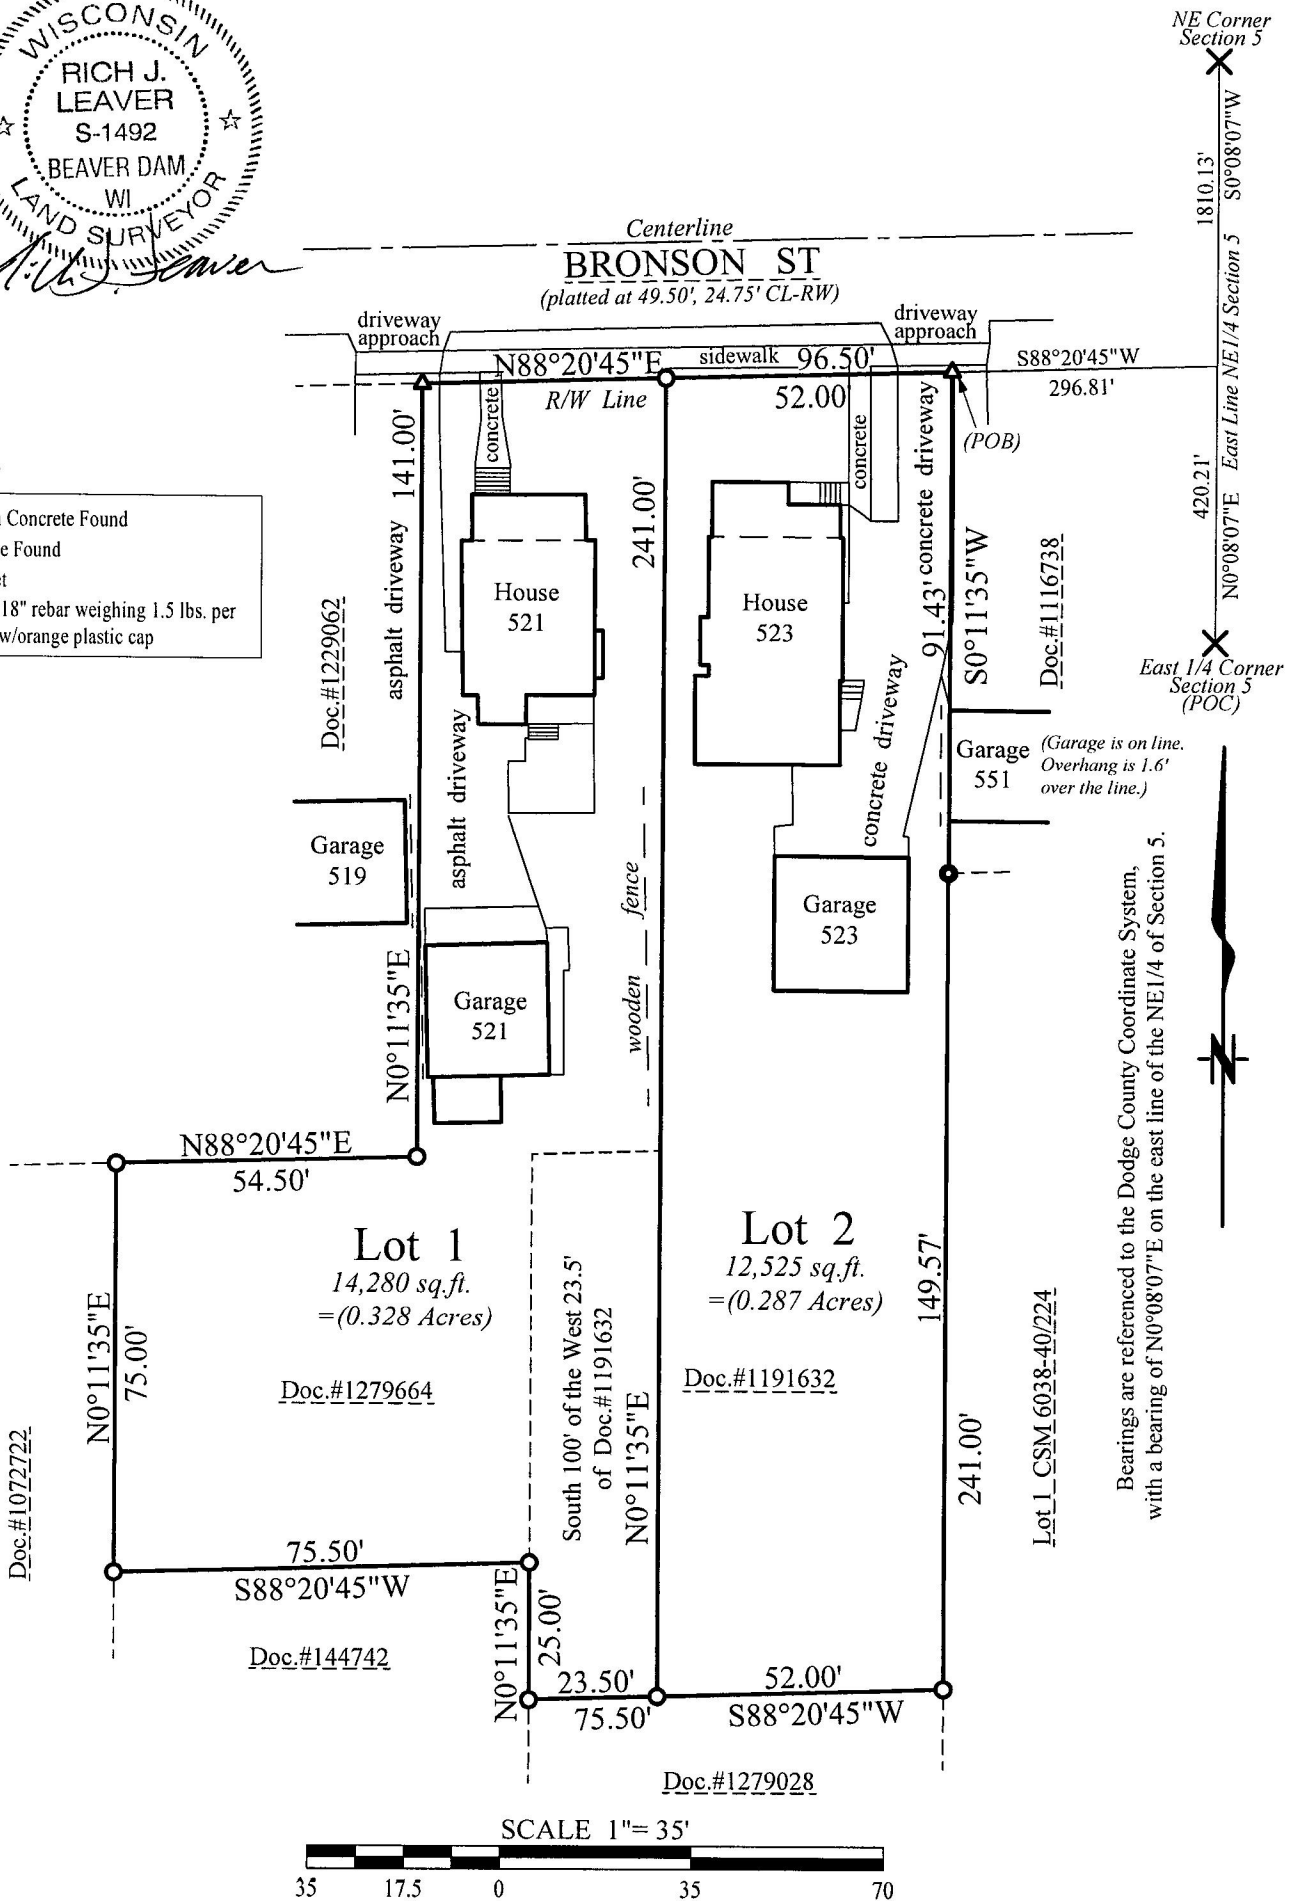 WISCONSIN
RICH J.
LEAVER
S-1492
BEAVER DAM
WI
LAND SURVEYOR
NE Corner
Section 5
1810.13'
S0°08'07"W
East Line NE1/4 Section 5
420.21'
N0°08'07"E
East 1/4 Corner
Section 5
(POC)
Centerline
BRONSON ST
(platted at 49.50', 24.75' CL-RW)
driveway
approach
driveway
approach
N88°20'45"E
sidewalk
96.50'
S88°20'45"W
296.81'
R/W Line
52.00'
(POB)
concrete
concrete
concrete driveway
141.00'
241.00'
91.43'
S0°11'35"W
Doc.#1116738
Concrete Found
e Found
18" rebar weighing 1.5 lbs. per
w/orange plastic cap
Doc.#1229062
asphalt driveway
House
521
House
523
asphalt driveway
concrete driveway
Garage
551
(Garage is on line.
Overhang is 1.6'
over the line.)
Garage
519
wooden fence
Garage
523
Garage
521
N0°11'35"E
N
Bearings are referenced to the Dodge County Coordinate System,
with a bearing of N0°08'07"E on the east line of the NE1/4 of Section 5.
N88°20'45"E
54.50'
Lot 1
14,280 sq.ft.
=(0.328 Acres)
Doc.#1279664
South 100' of the West 23.5'
of Doc.#1191632
Lot 2
12,525 sq.ft.
=(0.287 Acres)
Doc.#1191632
149.57'
241.00'
Lot 1 CSM 6038-40/224
N0°11'35"E
75.00'
Doc.#1072722
N0°11'35"E
75.50'
S88°20'45"W
Doc.#144742
N0°11'35"E
25.00'
23.50'
75.50'
52.00'
S88°20'45"W
Doc.#1279028
SCALE 1"= 35'
35 17.5 0 35 70